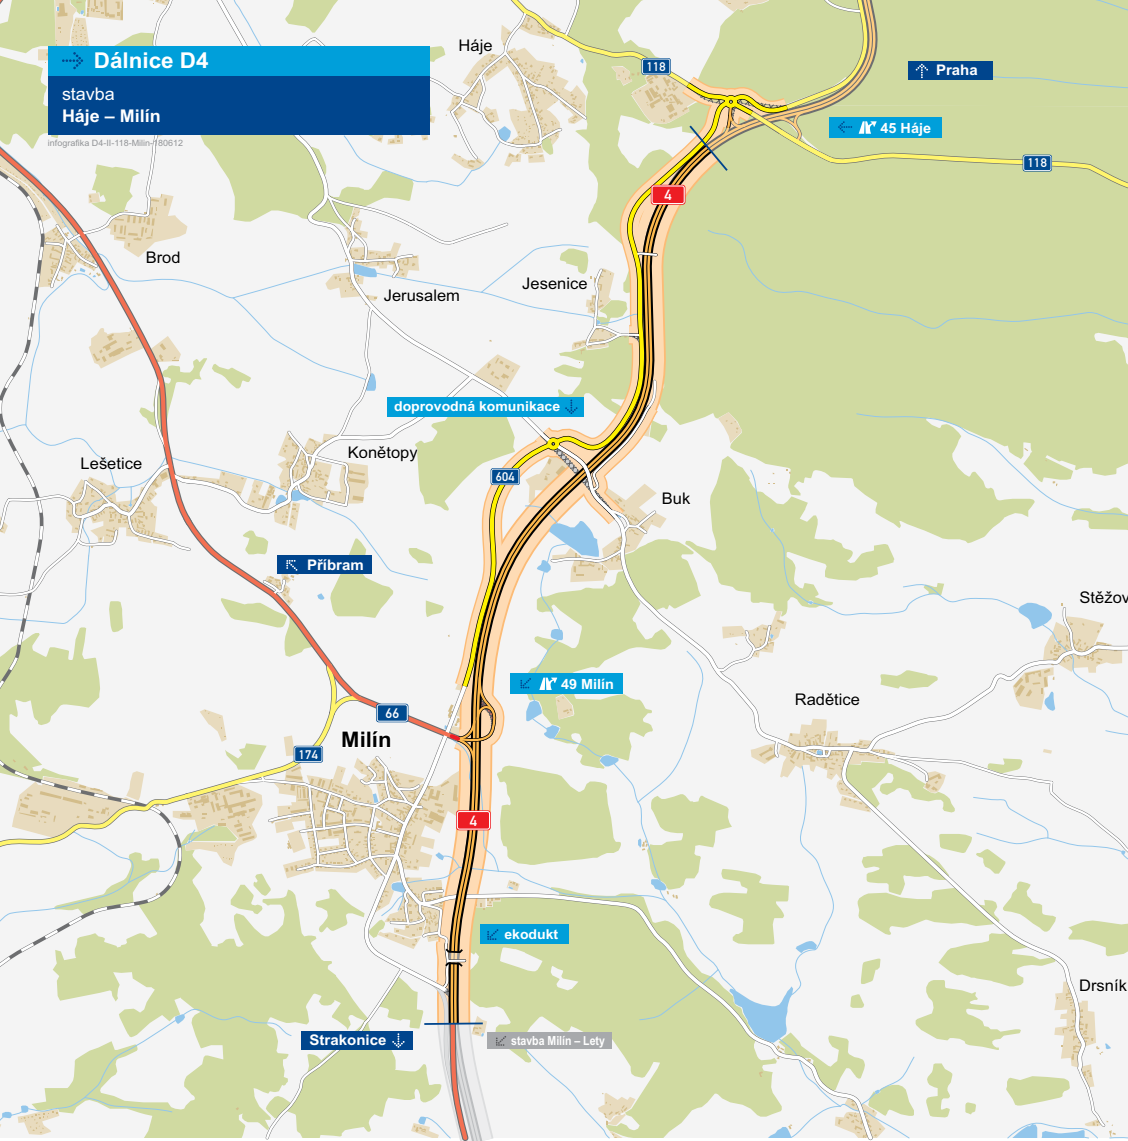 Dálnice D4
stavba
Háje – Milín
infografika D4-II-118-Milín-180612
Háje
118
Praha
45 Háje
118
4
Brod
Jesenice
Jerusalem
doprovodná komunikace
Konětopy
Lešetice
604
Buk
Příbram
Stěžov
49 Milín
Radětice
66
Milín
174
4
ekodukt
Drsník
Strakonice
stavba Milín – Lety